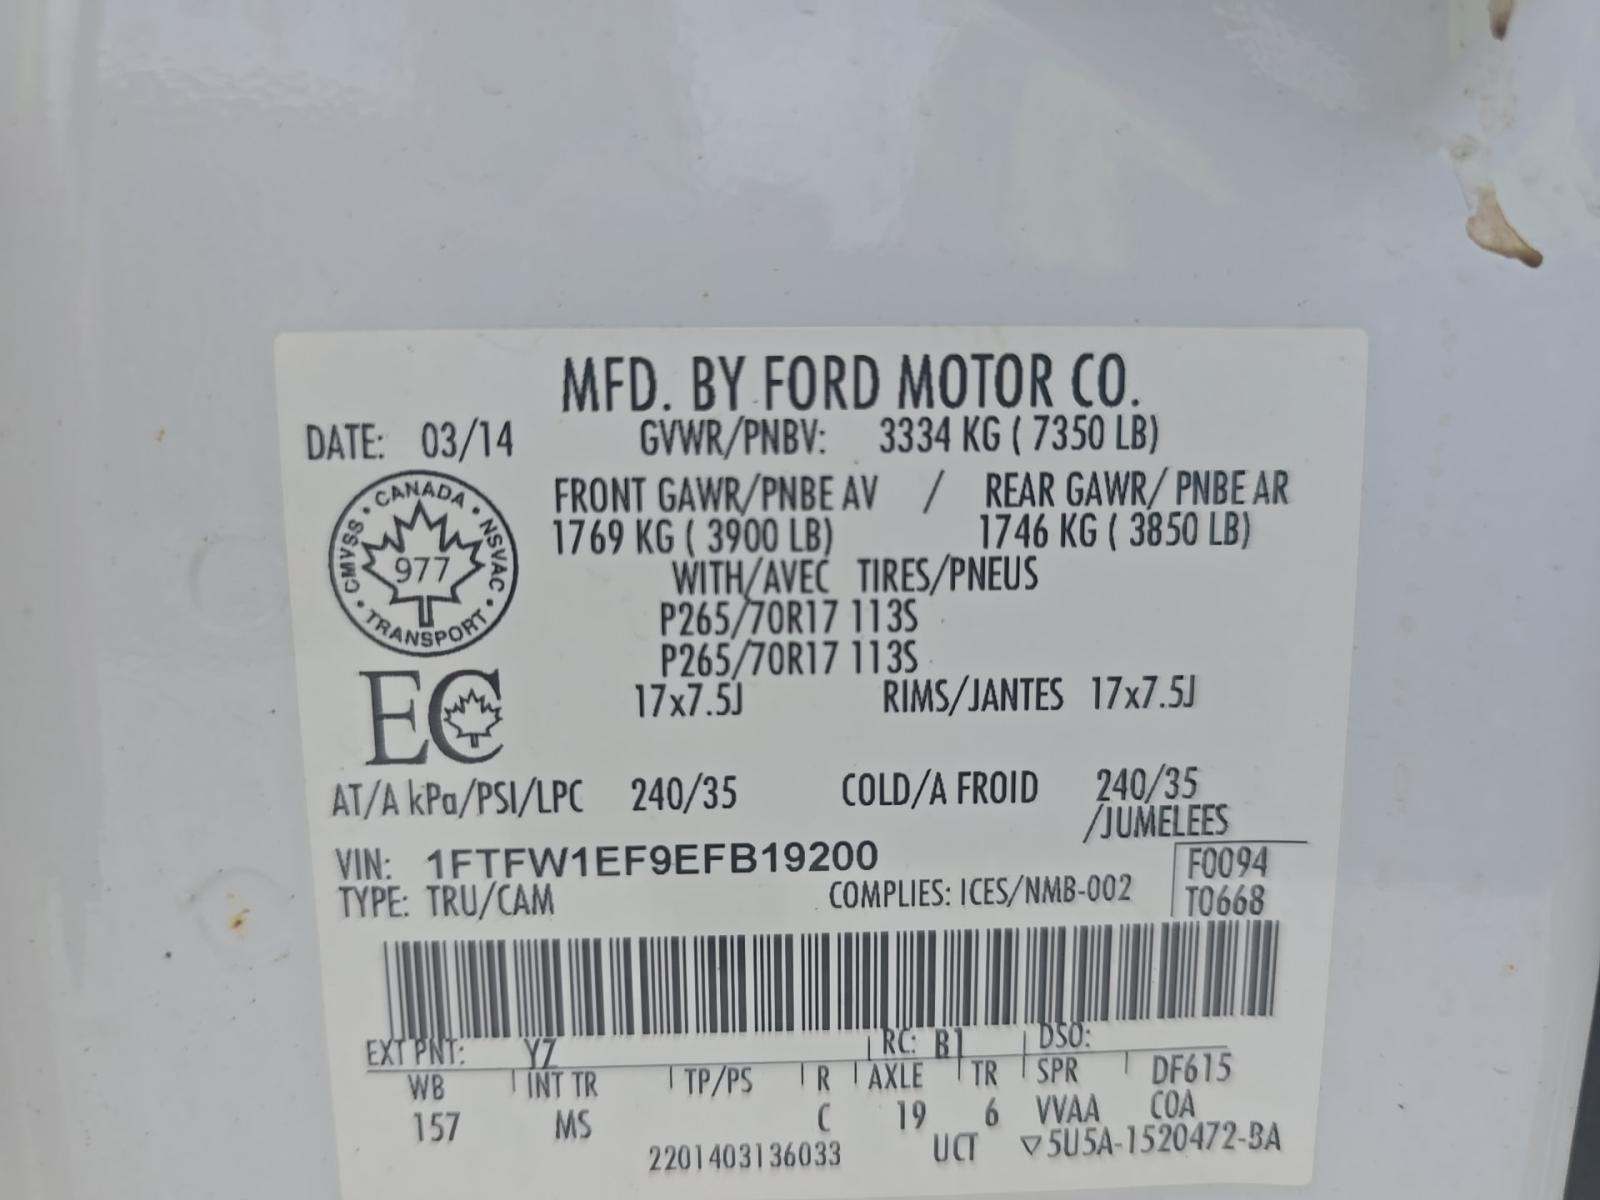 MFD. BY FORD MOTOR CO.
DATE: 03/14 GVWR/PNBV: 3334 KG ( 7350 LB)
FRONT GAWR/PNBE AV / REAR GAWR/ PNBE AR
1769 KG ( 3900 LB) 1746 KG ( 3850 LB)
WITH/AVEC TIRES/PNEUS
P265/70R17 113S
P265/70R17 113S
17x7.5J RIMS/JANTES 17x7.5J
CANADA • NSVAC • TRANSPORT • CMVSS •
977
EC
AT/A kPa/PSI/LPC 240/35 COLD/A FROID 240/35
/JUMELEES
VIN: 1FTFW1EF9EFB19200 F0094
TYPE: TRU/CAM COMPLIES: ICES/NMB-002 T0668
EXT PNT: YZ RC: B1 DSO:
WB INT TR TP/PS R AXLE TR SPR DF615
157 MS C 19 6 VVAA COA
2201403136033 UCT ▽5U5A-1520472-BA